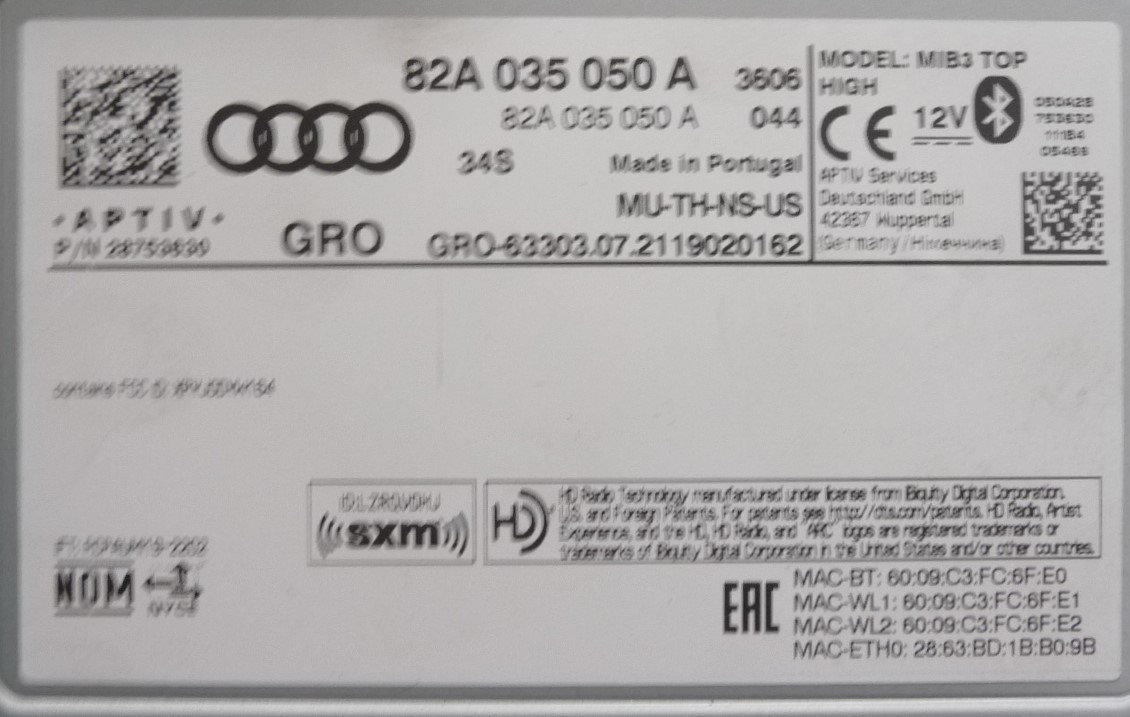 82A 035 050 A 3606
82A 035 050 A 044
34S Made in Portugal
MU-TH-NS-US
GRO GRO-63303.07.2119020162
• A P T I V •
P/N
MODEL: MIB3 TOP
HIGH
CE 12V
APTIV Services
Deutschland GmbH
42367 Wuppertal
(Germany /
sxm
HD
HD Radio Technology manufactured under license from iBiquity Digital Corporation.
U.S. and Foreign Patents. For patents see http://dts.com/patents. HD Radio, Artist
Experience, and the HD, HD Radio, and "ARC" logos are registered trademarks or
trademarks of iBiquity Digital Corporation in the United States and/or other countries.
NOM
NYCE
EAC
MAC-BT: 60:09:C3:FC:6F:E0
MAC-WL1: 60:09:C3:FC:6F:E1
MAC-WL2: 60:09:C3:FC:6F:E2
MAC-ETH0: 28:63:BD:1B:B0:9B